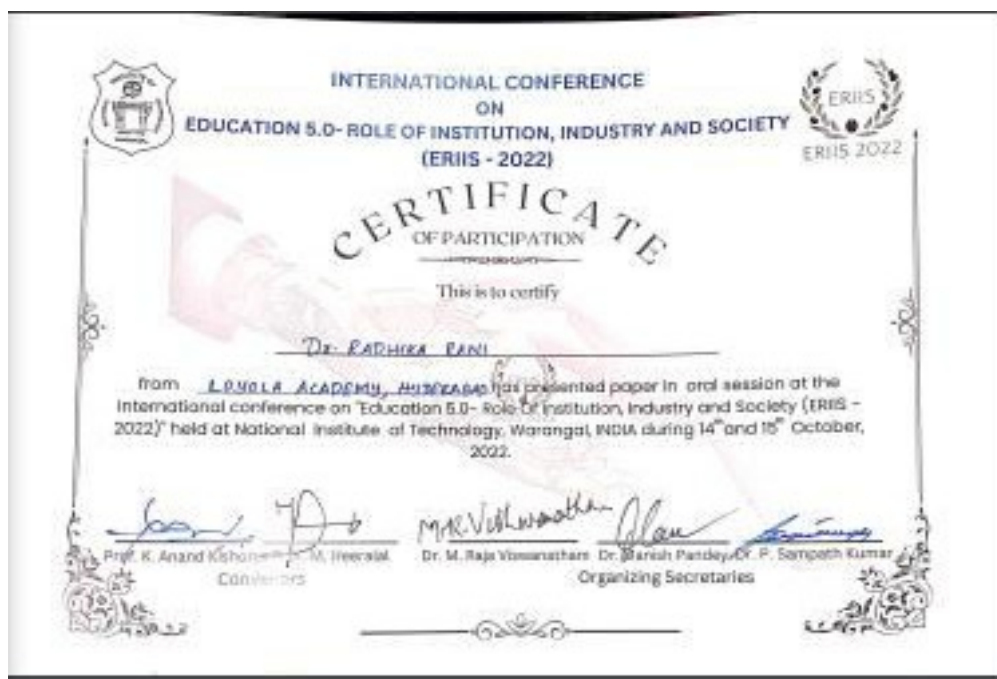 INTERNATIONAL CONFERENCE
ON
EDUCATION 5.0- ROLE OF INSTITUTION, INDUSTRY AND SOCIETY
(ERIIS - 2022)
ERIIS
ERIIS 2022
CERTIFICATE
OF PARTICIPATION
This is to certify
Dr. RADHIKA RANI
from LOYOLA ACADEMY, HYDERABAD has presented paper in oral session at the
International conference on "Education 5.0- Role Of Institution, Industry and Society (ERIIS -
2022)" held at National Institute of Technology, Warangal, INDIA during 14th and 15th October,
2022.
Prof. K. Anand Kishore M. Heeralal Dr. M. Raja Viswanatham Dr. Manish Pandey Dr. P. Sampath Kumar
Convenors Organizing Secretaries